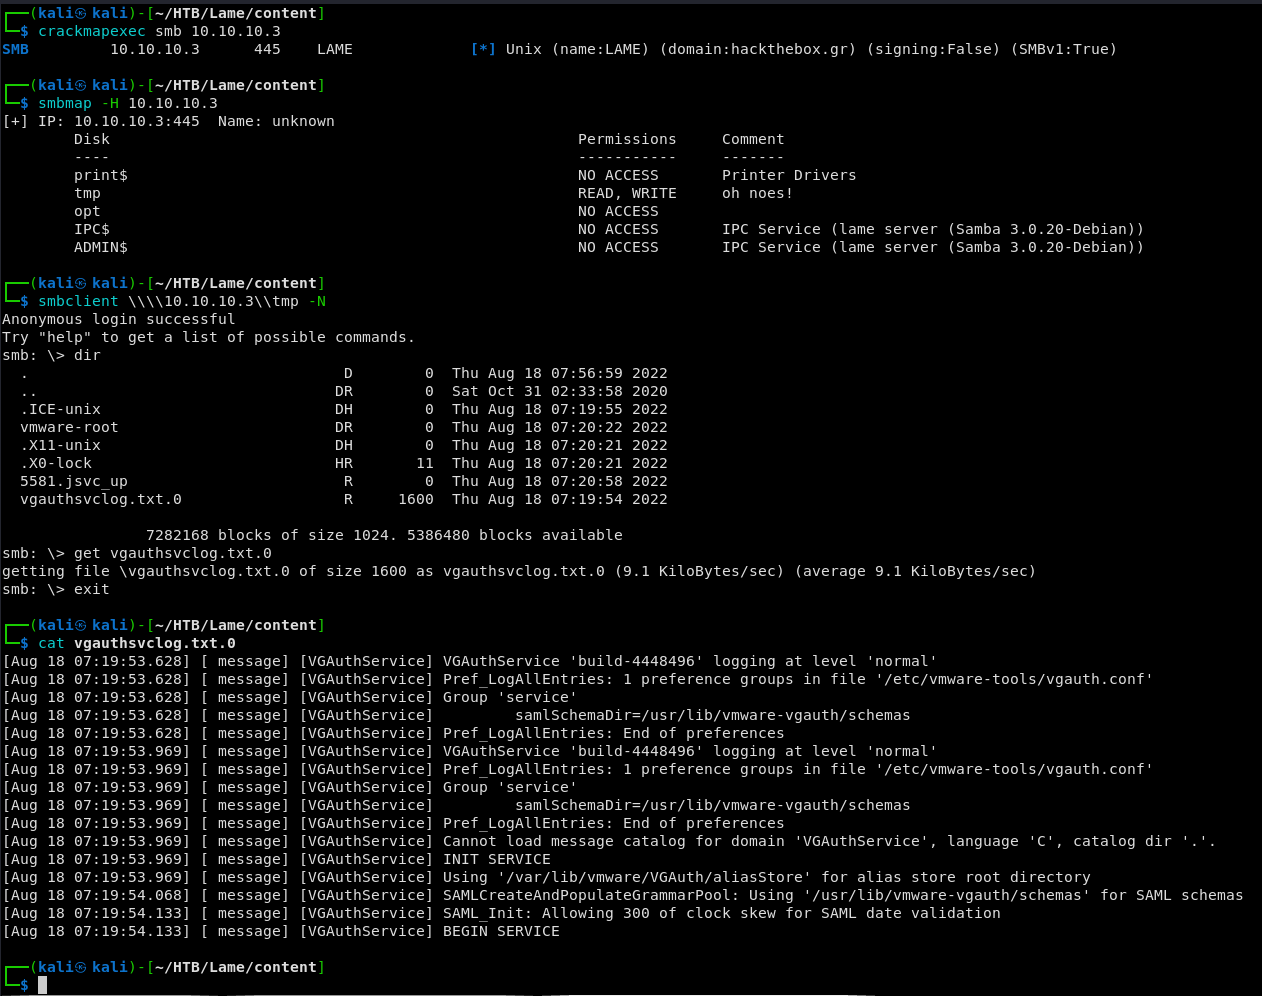 ┌──(kali㉿kali)-[~/HTB/Lame/content]
└─$ crackmapexec smb 10.10.10.3
SMB         10.10.10.3      445    LAME             [*] Unix (name:LAME) (domain:hackthebox.gr) (signing:False) (SMBv1:True)
┌──(kali㉿kali)-[~/HTB/Lame/content]
└─$ smbmap -H 10.10.10.3
[+] IP: 10.10.10.3:445  Name: unknown
        Disk                                                    Permissions     Comment
        ----                                                    -----------     -------
        print$                                                  NO ACCESS       Printer Drivers
        tmp                                                     READ, WRITE     oh noes!
        opt                                                     NO ACCESS
        IPC$                                                    NO ACCESS       IPC Service (lame server (Samba 3.0.20-Debian))
        ADMIN$                                                  NO ACCESS       IPC Service (lame server (Samba 3.0.20-Debian))
┌──(kali㉿kali)-[~/HTB/Lame/content]
└─$ smbclient \\\\10.10.10.3\\tmp -N
Anonymous login successful
Try "help" to get a list of possible commands.
smb: \> dir
  .                                   D        0  Thu Aug 18 07:56:59 2022
  ..                                 DR        0  Sat Oct 31 02:33:58 2020
  .ICE-unix                          DH        0  Thu Aug 18 07:19:55 2022
  vmware-root                        DR        0  Thu Aug 18 07:20:22 2022
  .X11-unix                          DH        0  Thu Aug 18 07:20:21 2022
  .X0-lock                           HR       11  Thu Aug 18 07:20:21 2022
  5581.jsvc_up                        R        0  Thu Aug 18 07:20:58 2022
  vgauthsvclog.txt.0                  R     1600  Thu Aug 18 07:19:54 2022
                7282168 blocks of size 1024. 5386480 blocks available
smb: \> get vgauthsvclog.txt.0
getting file \vgauthsvclog.txt.0 of size 1600 as vgauthsvclog.txt.0 (9.1 KiloBytes/sec) (average 9.1 KiloBytes/sec)
smb: \> exit
┌──(kali㉿kali)-[~/HTB/Lame/content]
└─$ cat vgauthsvclog.txt.0
[Aug 18 07:19:53.628] [ message] [VGAuthService] VGAuthService 'build-4448496' logging at level 'normal'
[Aug 18 07:19:53.628] [ message] [VGAuthService] Pref_LogAllEntries: 1 preference groups in file '/etc/vmware-tools/vgauth.conf'
[Aug 18 07:19:53.628] [ message] [VGAuthService] Group 'service'
[Aug 18 07:19:53.628] [ message] [VGAuthService]         samlSchemaDir=/usr/lib/vmware-vgauth/schemas
[Aug 18 07:19:53.628] [ message] [VGAuthService] Pref_LogAllEntries: End of preferences
[Aug 18 07:19:53.969] [ message] [VGAuthService] VGAuthService 'build-4448496' logging at level 'normal'
[Aug 18 07:19:53.969] [ message] [VGAuthService] Pref_LogAllEntries: 1 preference groups in file '/etc/vmware-tools/vgauth.conf'
[Aug 18 07:19:53.969] [ message] [VGAuthService] Group 'service'
[Aug 18 07:19:53.969] [ message] [VGAuthService]         samlSchemaDir=/usr/lib/vmware-vgauth/schemas
[Aug 18 07:19:53.969] [ message] [VGAuthService] Pref_LogAllEntries: End of preferences
[Aug 18 07:19:53.969] [ message] [VGAuthService] Cannot load message catalog for domain 'VGAuthService', language 'C', catalog dir '.'.
[Aug 18 07:19:53.969] [ message] [VGAuthService] INIT SERVICE
[Aug 18 07:19:53.969] [ message] [VGAuthService] Using '/var/lib/vmware/VGAuth/aliasStore' for alias store root directory
[Aug 18 07:19:54.068] [ message] [VGAuthService] SAMLCreateAndPopulateGrammarPool: Using '/usr/lib/vmware-vgauth/schemas' for SAML schemas
[Aug 18 07:19:54.133] [ message] [VGAuthService] SAML_Init: Allowing 300 of clock skew for SAML date validation
[Aug 18 07:19:54.133] [ message] [VGAuthService] BEGIN SERVICE
┌──(kali㉿kali)-[~/HTB/Lame/content]
└─$